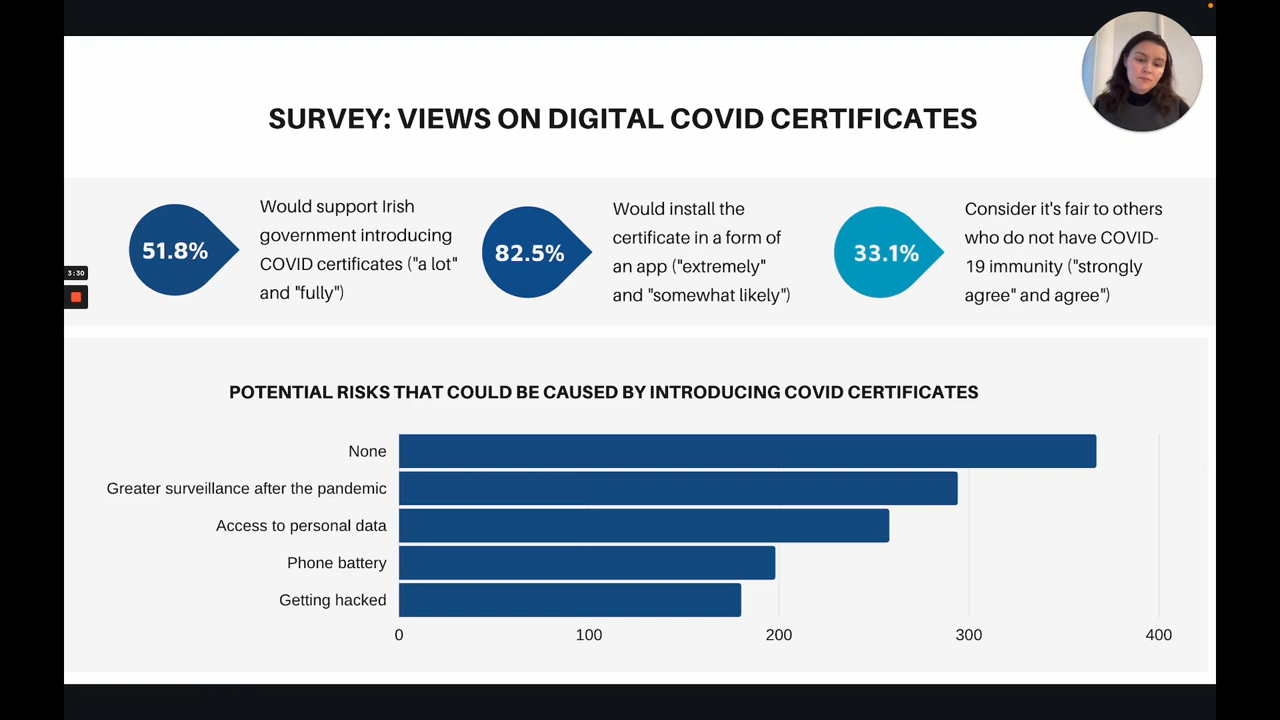 SURVEY: VIEWS ON DIGITAL COVID CERTIFICATES
51.8%
Would support Irish
government introducing
COVID certificates ("a lot"
and "fully")
82.5%
Would install the
certificate in a form of
an app ("extremely"
and "somewhat likely")
33.1%
Consider it's fair to others
who do not have COVID-
19 immunity ("strongly
agree" and agree")
3:30
POTENTIAL RISKS THAT COULD BE CAUSED BY INTRODUCING COVID CERTIFICATES
None
Greater surveillance after the pandemic
Access to personal data
Phone battery
Getting hacked
0 100 200 300 400